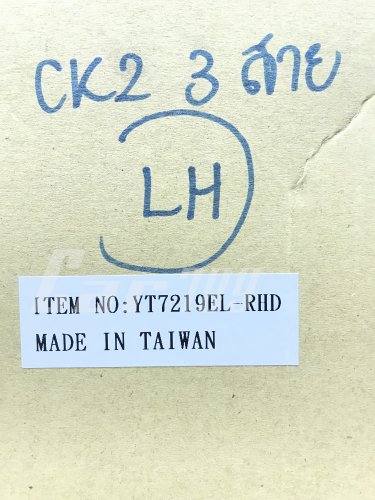 CK2 3 สาย
LH
ITEM NO:YT7219EL-RHD
MADE IN TAIWAN